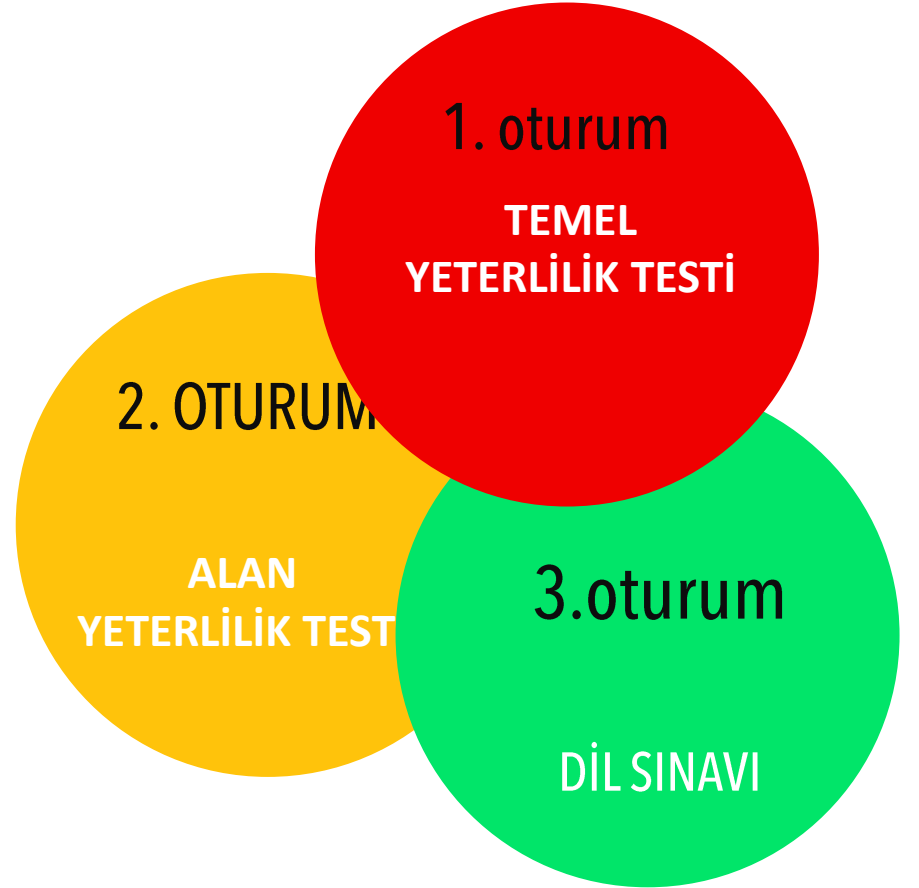 1. oturum
TEMEL
YETERLİLİK TESTİ
2. OTURUM
ALAN
YETERLİLİK TEST
3.oturum
DİL SINAVI